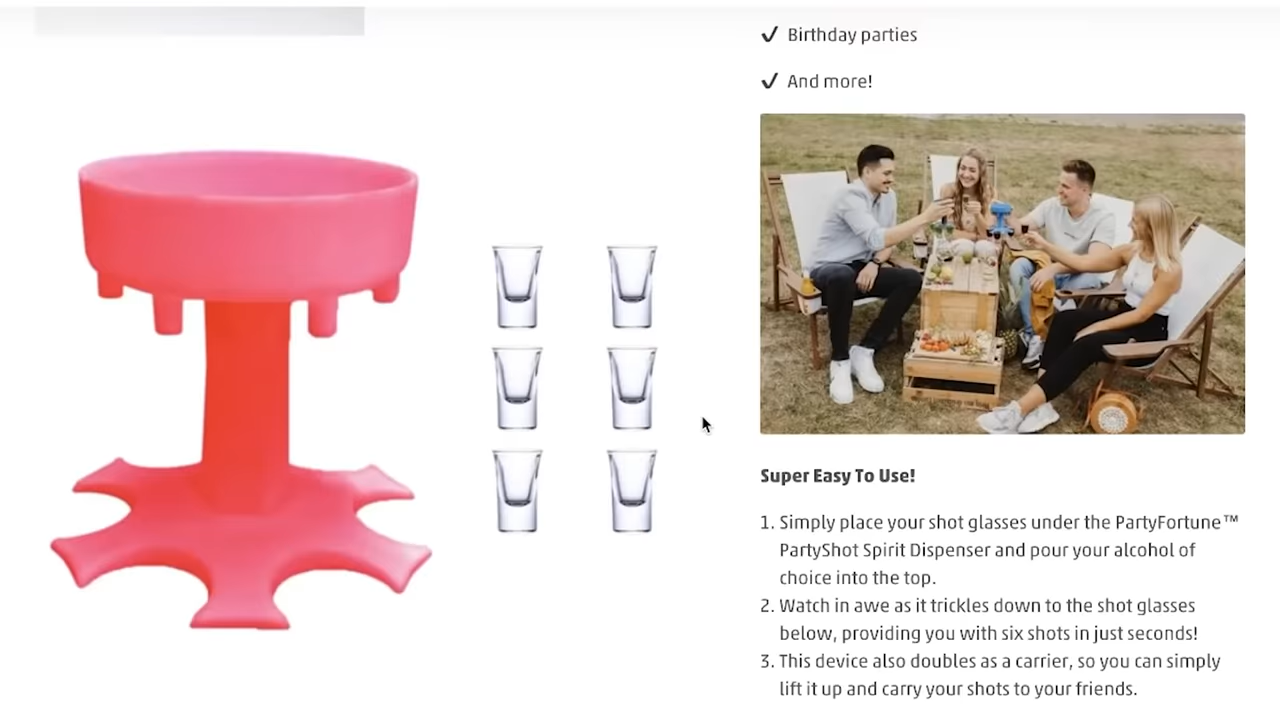 ✓ Birthday parties
✓ And more!
Super Easy To Use!
1. Simply place your shot glasses under the PartyFortune™
PartyShot Spirit Dispenser and pour your alcohol of
choice into the top.
2. Watch in awe as it trickles down to the shot glasses
below, providing you with six shots in just seconds!
3. This device also doubles as a carrier, so you can simply
lift it up and carry your shots to your friends.